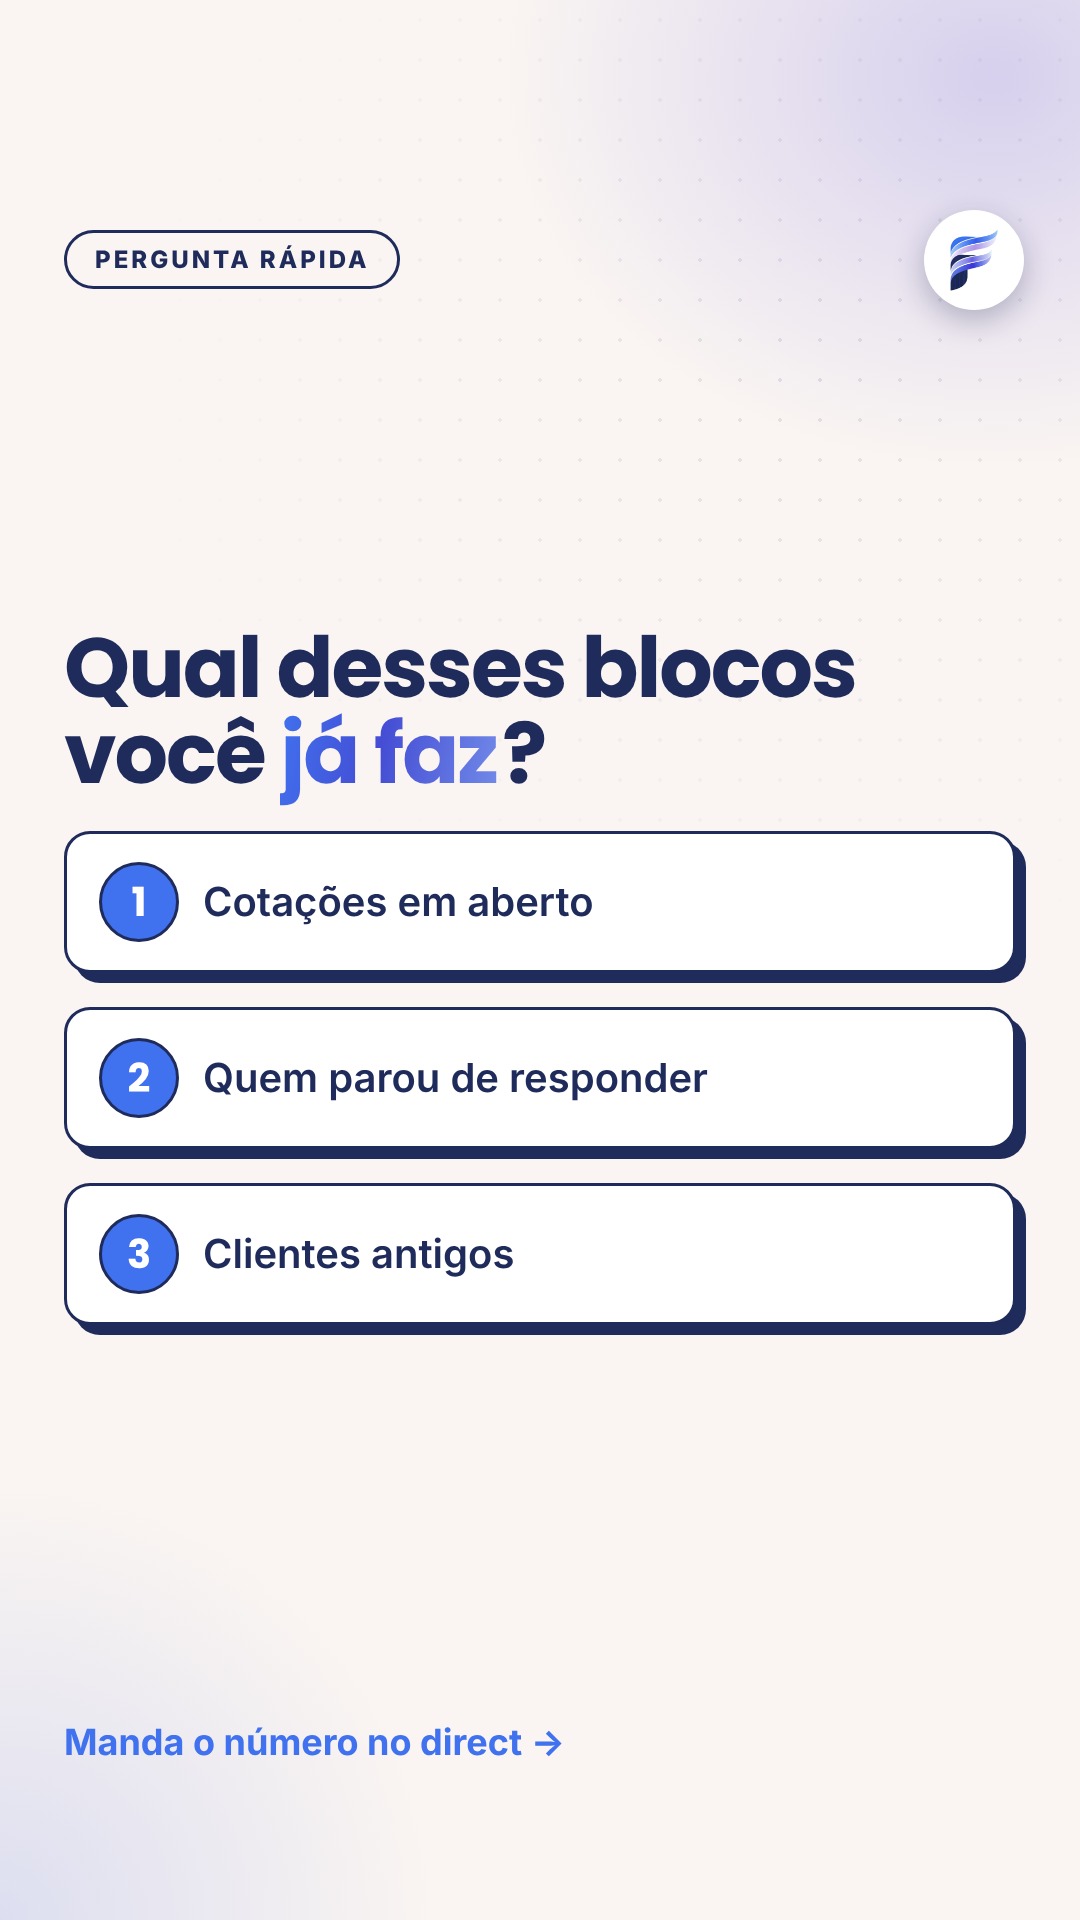 PERGUNTA RÁPIDA
Qual desses blocos
você já faz?
1 Cotações em aberto
2 Quem parou de responder
3 Clientes antigos
Manda o número no direct →